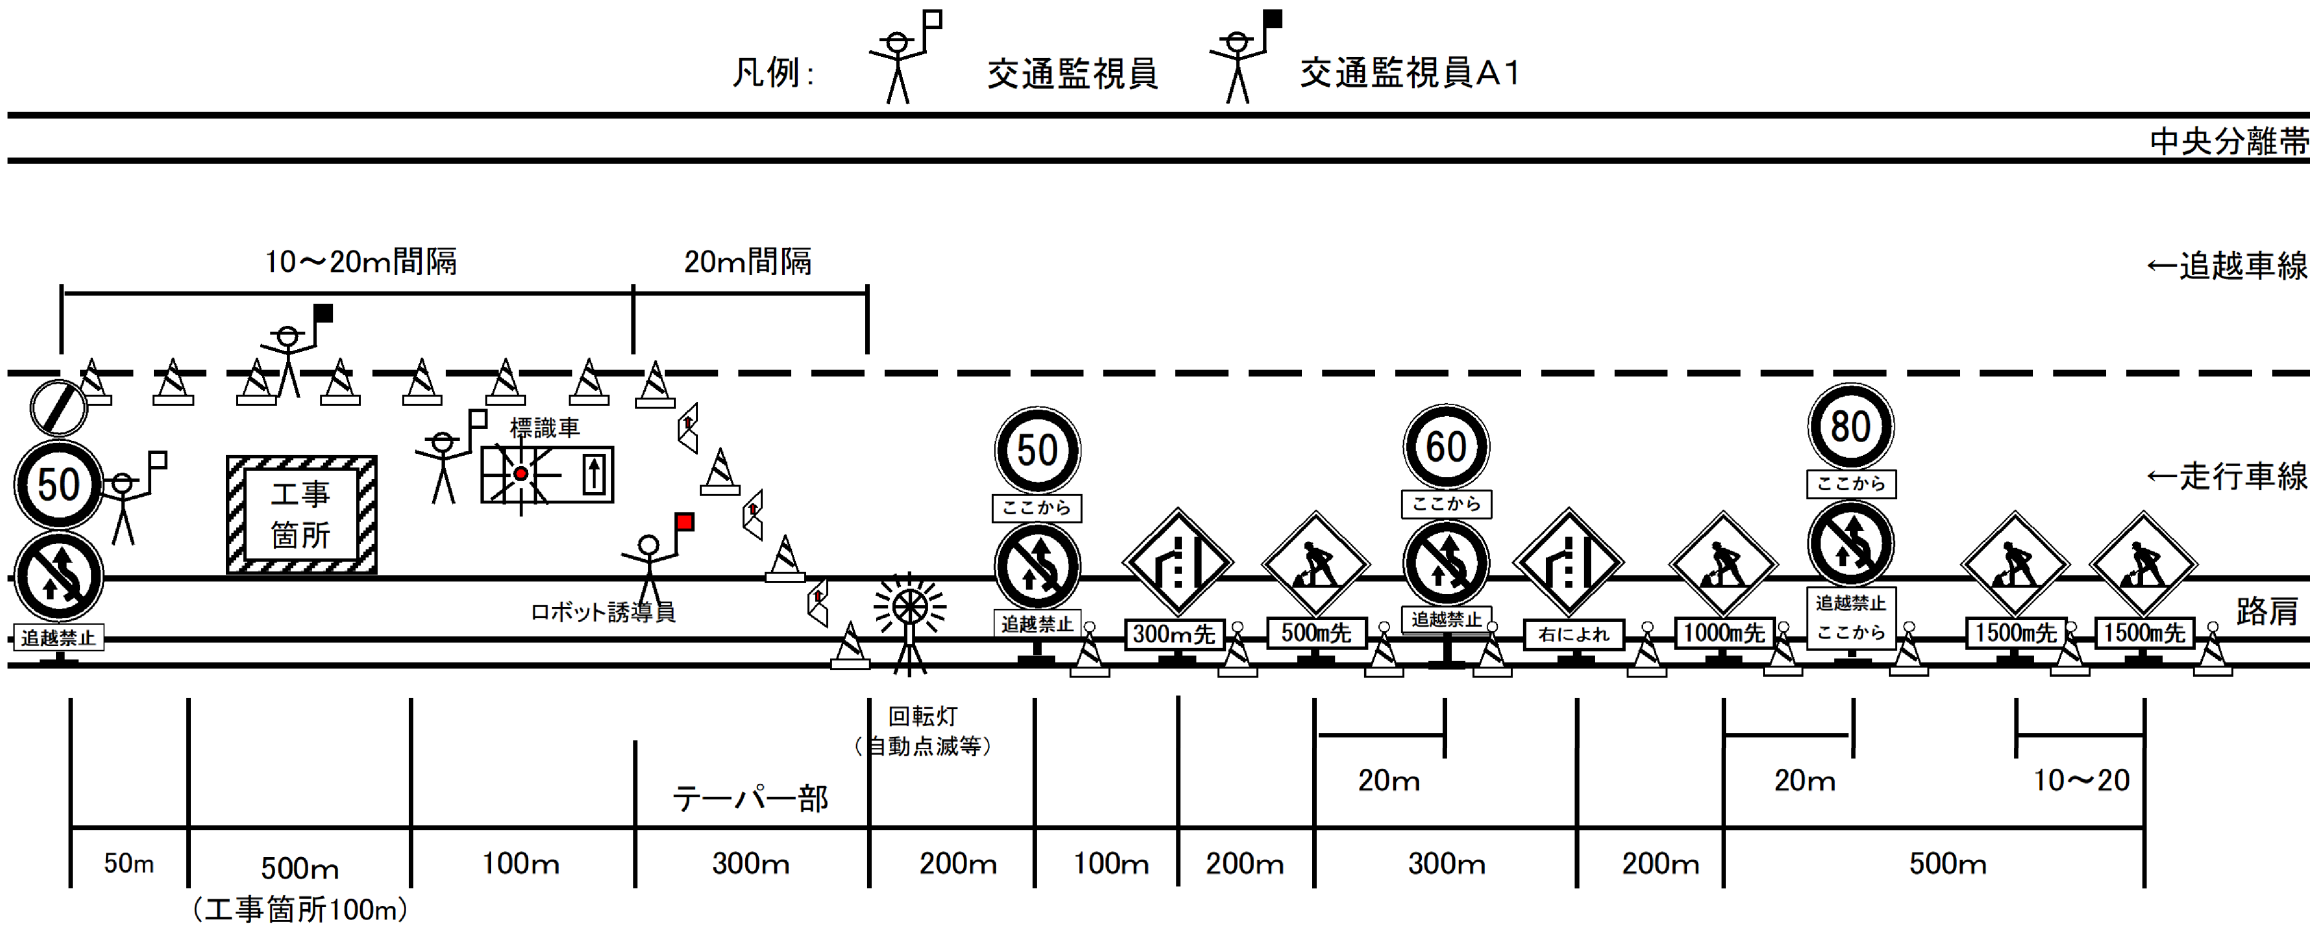 凡例：
交通監視員
交通監視員A1
中央分離帯
10～20m間隔
20m間隔
←追越車線
標識車
50
工事
箇所
追越禁止
ロボット誘導員
50
ここから
追越禁止
300m先
500m先
60
ここから
追越禁止
右によれ
1000m先
80
ここから
追越禁止
ここから
1500m先
1500m先
←走行車線
路肩
回転灯
（自動点滅等）
20m
20m
10～20
テーパー部
50m
500m
（工事箇所100m）
100m
300m
200m
100m
200m
300m
200m
500m